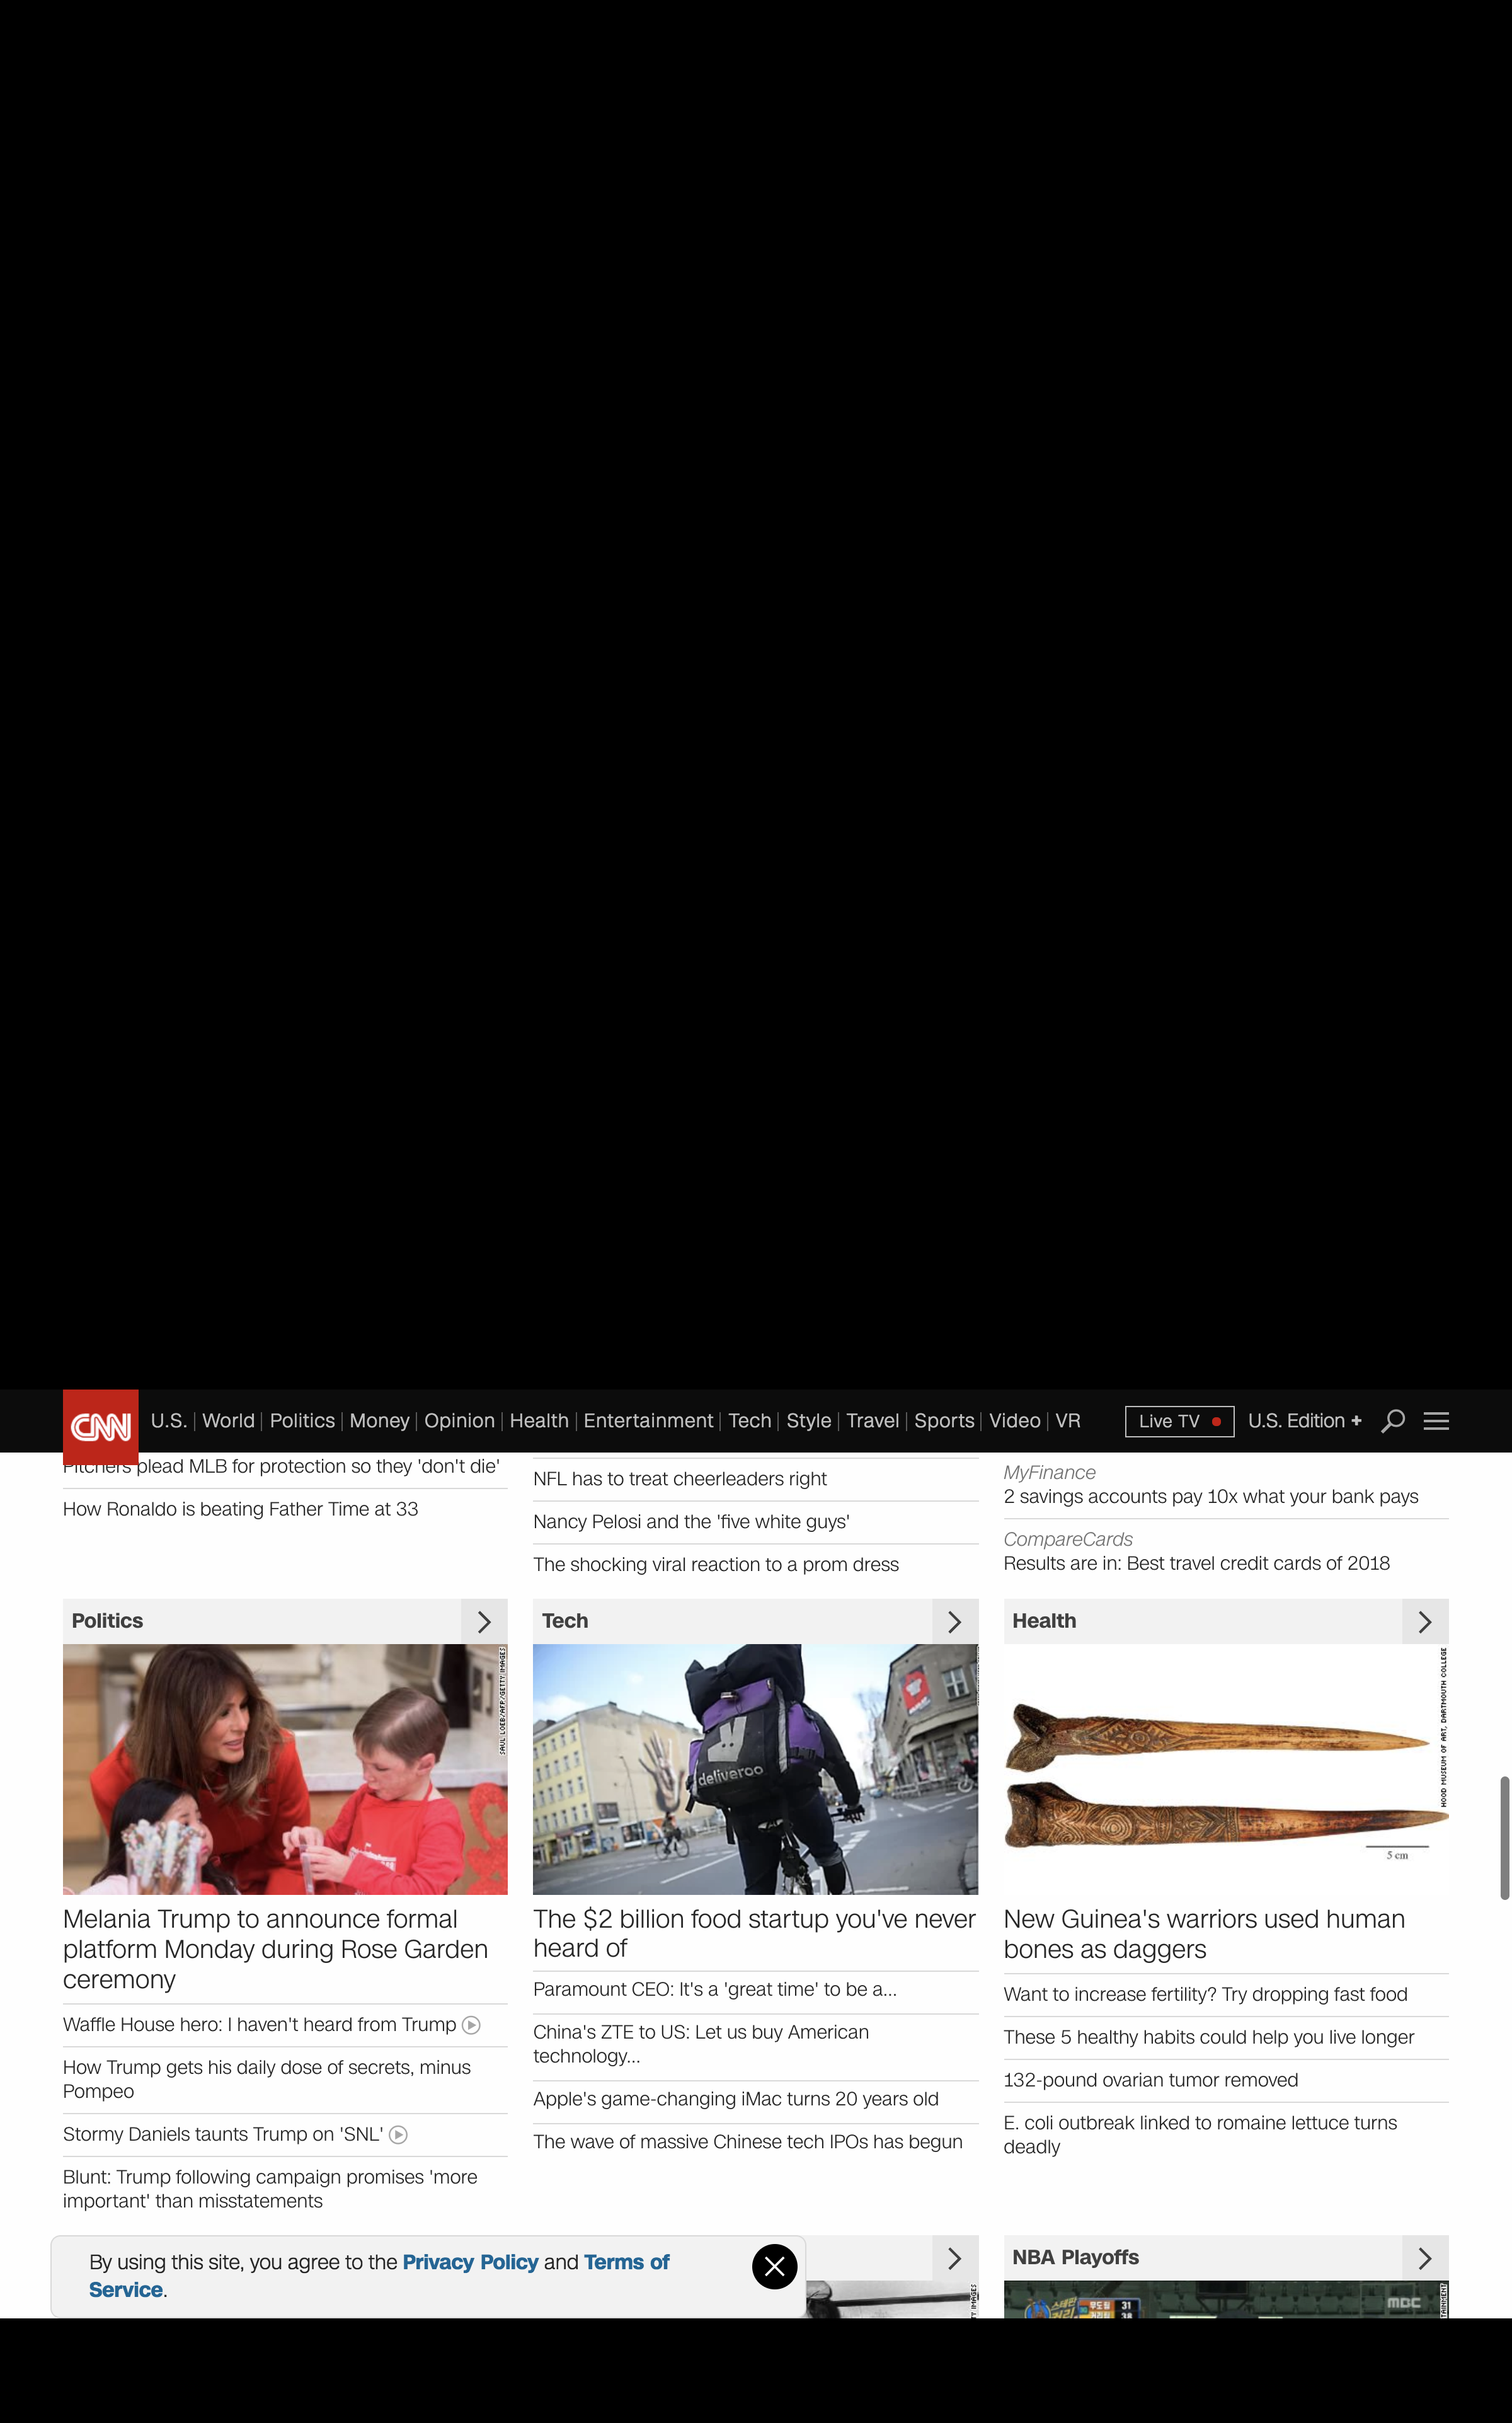 CNN
U.S. World Politics Money Opinion Health Entertainment Tech Style Travel Sports Video VR
Live TV
U.S. Edition +
Pitchers plead MLB for protection so they 'don't die'
How Ronaldo is beating Father Time at 33
NFL has to treat cheerleaders right
Nancy Pelosi and the 'five white guys'
The shocking viral reaction to a prom dress
MyFinance
2 savings accounts pay 10x what your bank pays
CompareCards
Results are in: Best travel credit cards of 2018
Politics
SAUL LOEB/AFP/GETTY IMAGES
Melania Trump to announce formal
platform Monday during Rose Garden
ceremony
Waffle House hero: I haven't heard from Trump
How Trump gets his daily dose of secrets, minus
Pompeo
Stormy Daniels taunts Trump on 'SNL'
Blunt: Trump following campaign promises 'more
important' than misstatements
Tech
deliveroo
The $2 billion food startup you've never
heard of
Paramount CEO: It's a 'great time' to be a...
China's ZTE to US: Let us buy American
technology...
Apple's game-changing iMac turns 20 years old
The wave of massive Chinese tech IPOs has begun
Health
HOOD MUSEUM OF ART, DARTMOUTH COLLEGE
5 cm
New Guinea's warriors used human
bones as daggers
Want to increase fertility? Try dropping fast food
These 5 healthy habits could help you live longer
132-pound ovarian tumor removed
E. coli outbreak linked to romaine lettuce turns
deadly
By using this site, you agree to the Privacy Policy and Terms of
Service.
NBA Playoffs
31
38
MBC